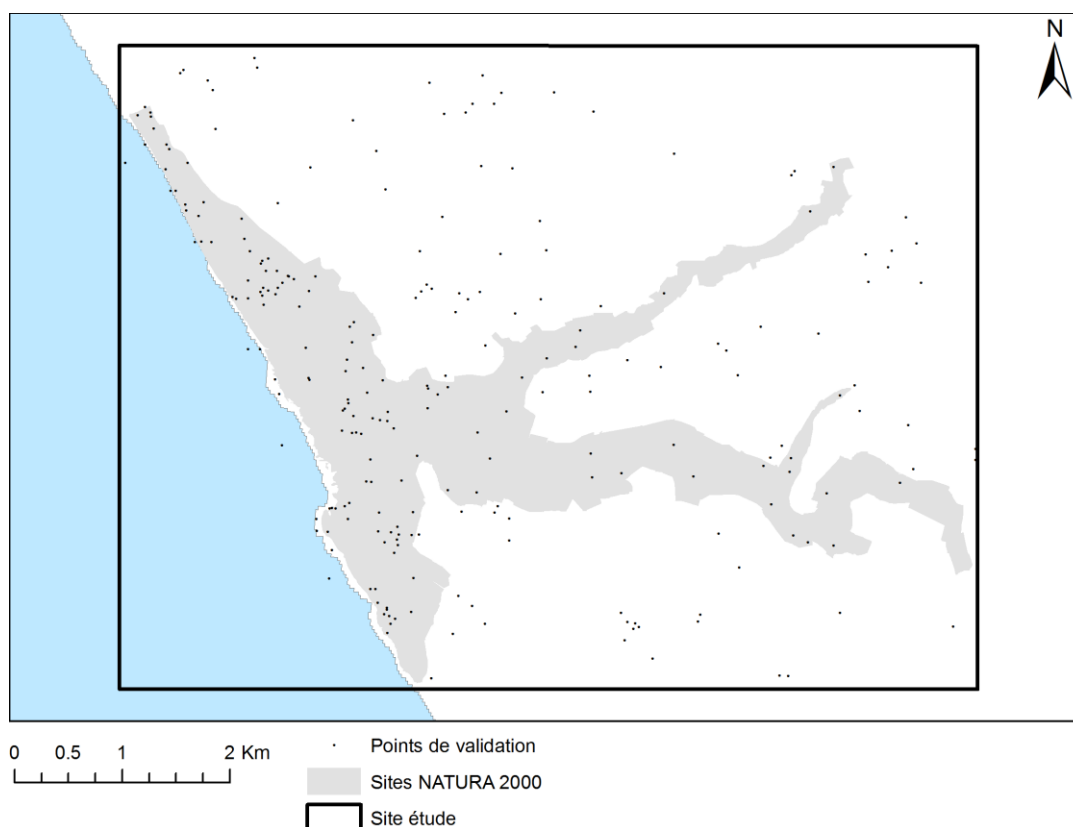 N
0 0.5 1 2 Km
Points de validation
Sites NATURA 2000
Site étude